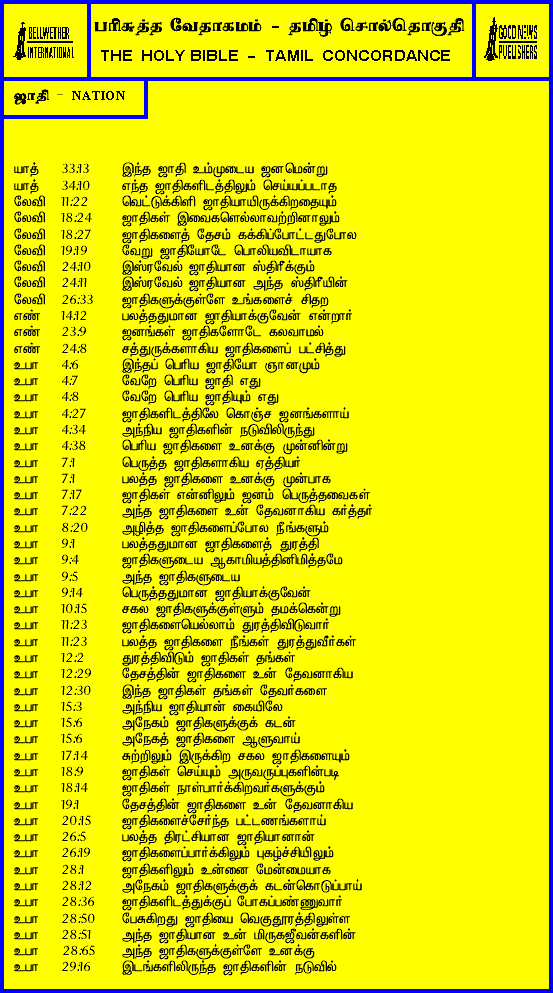 BELLWETHER
INTERNATIONAL
பரிசுத்த வேதாகமம் - தமிழ் சொல்தொகுதி
THE HOLY BIBLE - TAMIL CONCORDANCE
GOOD NEWS
PUBLISHERS
ஜாதி - NATION
யாத் 33:13 இந்த ஜாதி உம்முடைய ஜனமென்று
யாத் 34:10 எந்த ஜாதிகளிடத்திலும் செய்யப்படாத
லேவி 11:22 வெட்டுக்கிளி ஜாதியாயிருக்கிறதையும்
லேவி 18:24 ஜாதிகள் இவைகளெல்லாவற்றினாலும்
லேவி 18:27 ஜாதிகளைத் தேசம் கக்கிப்போட்டதுபோல
லேவி 19:19 வேறு ஜாதியோடே பொலியவிடாயாக
லேவி 24:10 இஸ்ரவேல் ஜாதியான ஸ்திரீக்கும்
லேவி 24:11 இஸ்ரவேல் ஜாதியான அந்த ஸ்திரீயின்
லேவி 26:33 ஜாதிகளுக்குள்ளே உங்களைச் சிதற
எண் 14:12 பலத்ததுமான ஜாதியாக்குவேன் என்றார்
எண் 23:9 ஜனங்கள் ஜாதிகளோடே கலவாமல்
எண் 24:8 சத்துருக்களாகிய ஜாதிகளைப் பட்சித்து
உபா 4:6 இந்தப் பெரிய ஜாதியோ ஞானமும்
உபா 4:7 வேறே பெரிய ஜாதி எது
உபா 4:8 வேறே பெரிய ஜாதியும் எது
உபா 4:27 ஜாதிகளிடத்திலே கொஞ்ச ஜனங்களாய்
உபா 4:34 அந்நிய ஜாதிகளின் நடுவிலிருந்து
உபா 4:38 பெரிய ஜாதிகளை உனக்கு முன்னின்று
உபா 7:1 பெருத்த ஜாதிகளாகிய ஏத்தியர்
உபா 7:1 பலத்த ஜாதிகளை உனக்கு முன்பாக
உபா 7:17 ஜாதிகள் என்னிலும் ஜனம் பெருத்தவைகள்
உபா 7:22 அந்த ஜாதிகளை உன் தேவனாகிய கர்த்தர்
உபா 8:20 அழித்த ஜாதிகளைப்போல நீங்களும்
உபா 9:1 பலத்ததுமான ஜாதிகளைத் துரத்தி
உபா 9:4 ஜாதிகளுடைய ஆகாமியத்தினிமித்தமே
உபா 9:5 அந்த ஜாதிகளுடைய
உபா 9:14 பெருத்ததுமான ஜாதியாக்குவேன்
உபா 10:15 சகல ஜாதிகளுக்குள்ளும் தமக்கென்று
உபா 11:23 ஜாதிகளையெல்லாம் துரத்திவிடுவார்
உபா 11:23 பலத்த ஜாதிகளை நீங்கள் துரத்துவீர்கள்
உபா 12:2 துரத்திவிடும் ஜாதிகள் தங்கள்
உபா 12:29 தேசத்தின் ஜாதிகளை உன் தேவனாகிய
உபா 12:30 இந்த ஜாதிகள் தங்கள் தேவர்களை
உபா 15:3 அந்நிய ஜாதியான் கையிலே
உபா 15:6 அநேகம் ஜாதிகளுக்குக் கடன்
உபா 15:6 அநேகத் ஜாதிகளை ஆளுவாய்
உபா 17:14 சுற்றிலும் இருக்கிற சகல ஜாதிகளையும்
உபா 18:9 ஜாதிகள் செய்யும் அருவருப்புகளின்படி
உபா 18:14 ஜாதிகள் நாள்பார்க்கிறவர்களுக்கும்
உபா 19:1 தேசத்தின் ஜாதிகளை உன் தேவனாகிய
உபா 20:15 ஜாதிகளைச்சேர்ந்த பட்டணங்களாய்
உபா 26:5 பலத்த திரட்சியான ஜாதியானான்
உபா 26:19 ஜாதிகளைப்பார்க்கிலும் புகழ்ச்சியிலும்
உபா 28:1 ஜாதிகளிலும் உன்னை மேன்மையாக
உபா 28:12 அநேகம் ஜாதிகளுக்குக் கடன்கொடுப்பாய்
உபா 28:36 ஜாதிகளிடத்துக்குப் போகப்பண்ணுவார்
உபா 28:50 பேசுகிறது ஜாதியை வெகுதூரத்திலுள்ள
உபா 28:51 அந்த ஜாதியான உன் மிருகஜீவன்களின்
உபா 28:65 அந்த ஜாதிகளுக்குள்ளே உனக்கு
உபா 29:16 இடங்களிலிருந்த ஜாதிகளின் நடுவில்